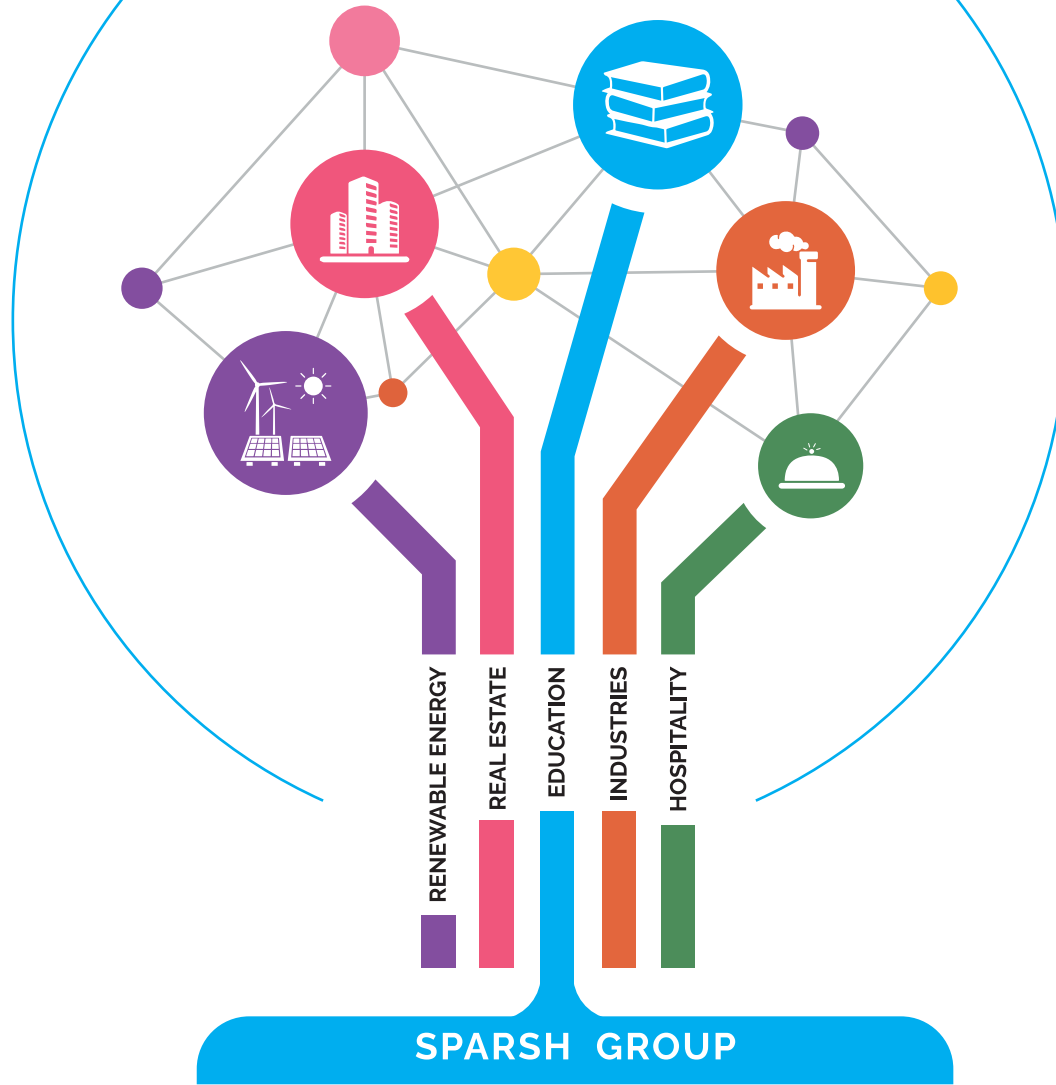 RENEWABLE ENERGY
REAL ESTATE
EDUCATION
INDUSTRIES
HOSPITALITY
SPARSH GROUP